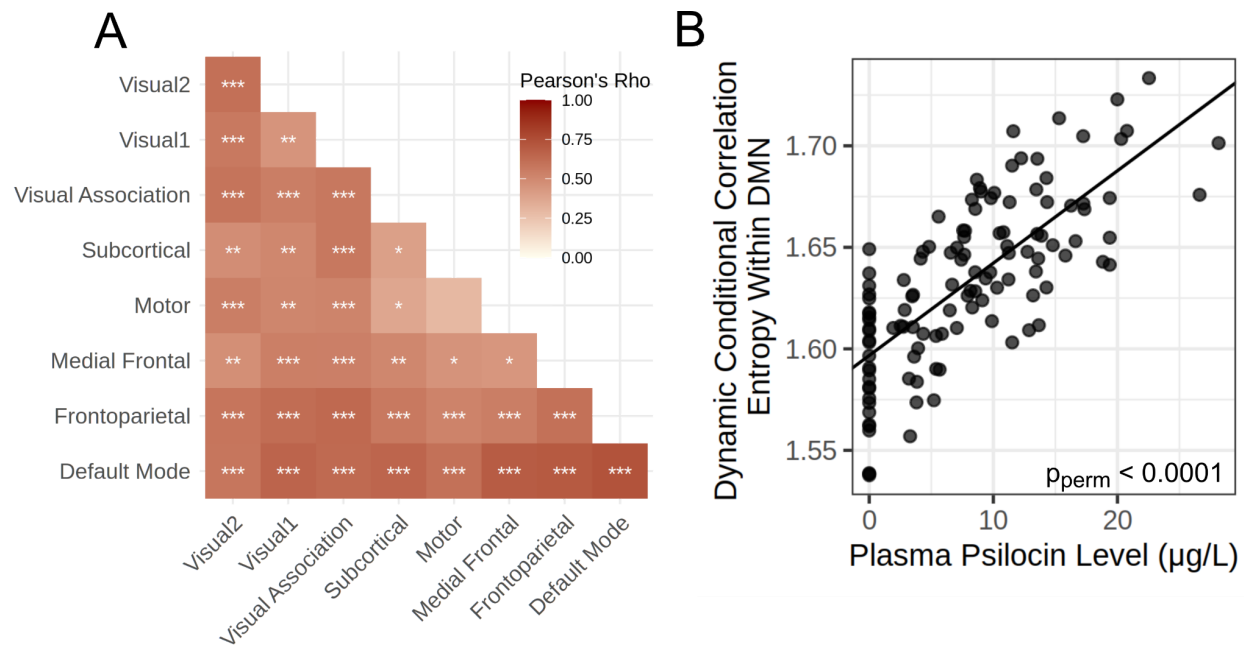 A
Pearson's Rho
1.00
0.75
0.50
0.25
0.00
Visual2
***
Visual1
*** **
Visual Association
*** *** ***
Subcortical
** ** *** *
Motor
*** ** *** *
Medial Frontal
** *** *** ** * *
Frontoparietal
*** *** *** *** *** *** ***
Default Mode
*** *** *** *** *** *** *** ***
Visual2
Visual1
Visual Association
Subcortical
Motor
Medial Frontal
Frontoparietal
Default Mode
B
Dynamic Conditional Correlation
Entropy Within DMN
1.70
1.65
1.60
1.55
pperm < 0.0001
0 10 20
Plasma Psilocin Level (μg/L)